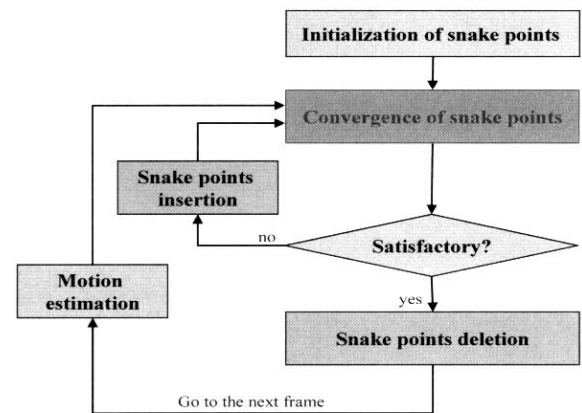 Initialization of snake points
Convergence of snake points
Snake points
insertion
no
Satisfactory?
Motion
estimation
yes
Snake points deletion
Go to the next frame